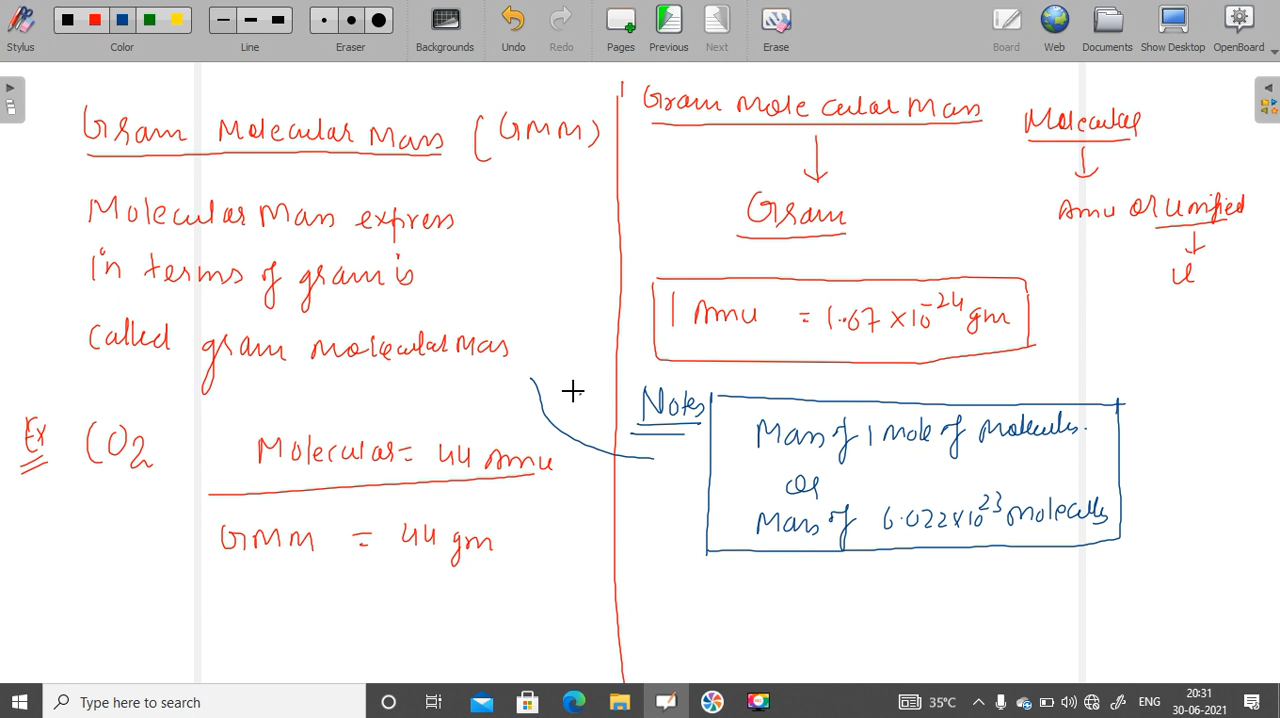 Stylus
Color
Line
Eraser
Backgrounds
Undo
Redo
Pages
Previous
Next
Erase
Board
Web
Documents
Show Desktop
OpenBoard
Gram Molecular Mass (GMM)
Molecular Mass express
in terms of gram is
called gram molecular mass
Ex CO2 Molecular = 44 Amu
GMM = 44 gm
Gram Molecular Mass
Gram
Molecular
Amu or Unified
u
1 Amu = 1.67 × 10^-24 gm
Notes
Mass of 1 mole of molecules.
or
Mass of 6.022×10^23 molecules
Type here to search
35°C
ENG
20:31
30-06-2021